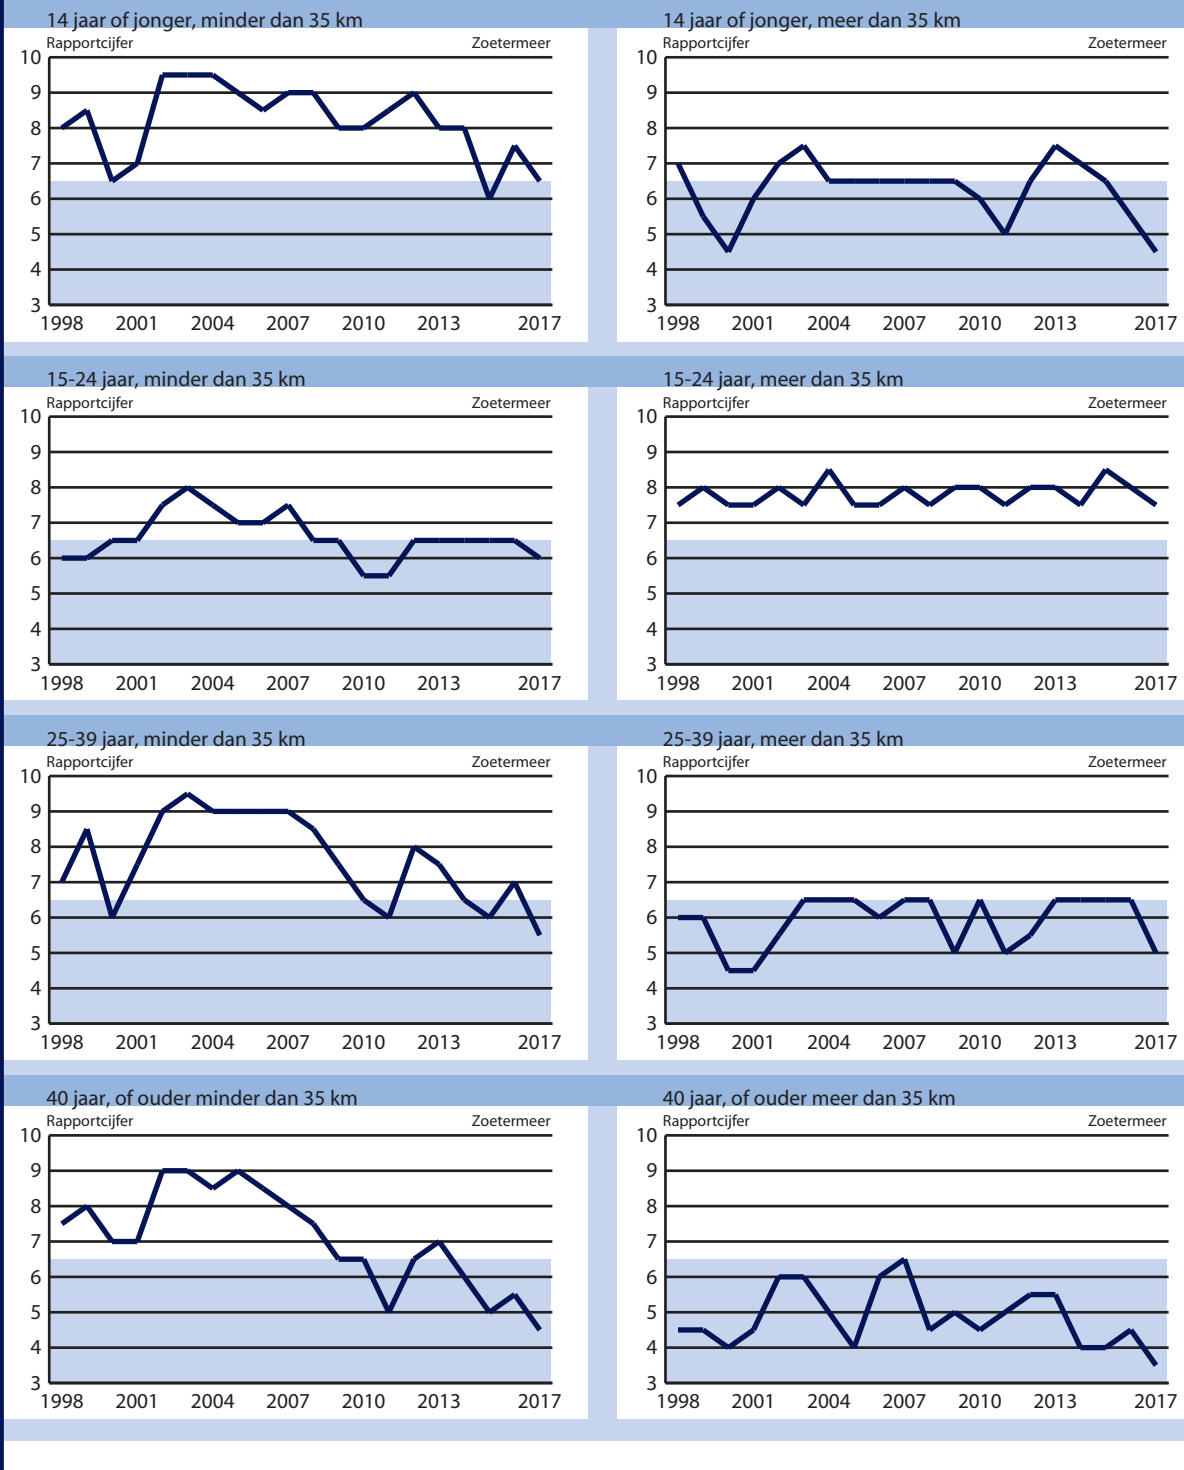 14 jaar of jonger, minder dan 35 km
Rapportcijfer Zoetermeer
10
9
8
7
6
5
4
3
1998 2001 2004 2007 2010 2013 2017
14 jaar of jonger, meer dan 35 km
Rapportcijfer Zoetermeer
10
9
8
7
6
5
4
3
1998 2001 2004 2007 2010 2013 2017
15-24 jaar, minder dan 35 km
Rapportcijfer Zoetermeer
10
9
8
7
6
5
4
3
1998 2001 2004 2007 2010 2013 2017
15-24 jaar, meer dan 35 km
Rapportcijfer Zoetermeer
10
9
8
7
6
5
4
3
1998 2001 2004 2007 2010 2013 2017
25-39 jaar, minder dan 35 km
Rapportcijfer Zoetermeer
10
9
8
7
6
5
4
3
1998 2001 2004 2007 2010 2013 2017
25-39 jaar, meer dan 35 km
Rapportcijfer Zoetermeer
10
9
8
7
6
5
4
3
1998 2001 2004 2007 2010 2013 2017
40 jaar, of ouder minder dan 35 km
Rapportcijfer Zoetermeer
10
9
8
7
6
5
4
3
1998 2001 2004 2007 2010 2013 2017
40 jaar, of ouder meer dan 35 km
Rapportcijfer Zoetermeer
10
9
8
7
6
5
4
3
1998 2001 2004 2007 2010 2013 2017